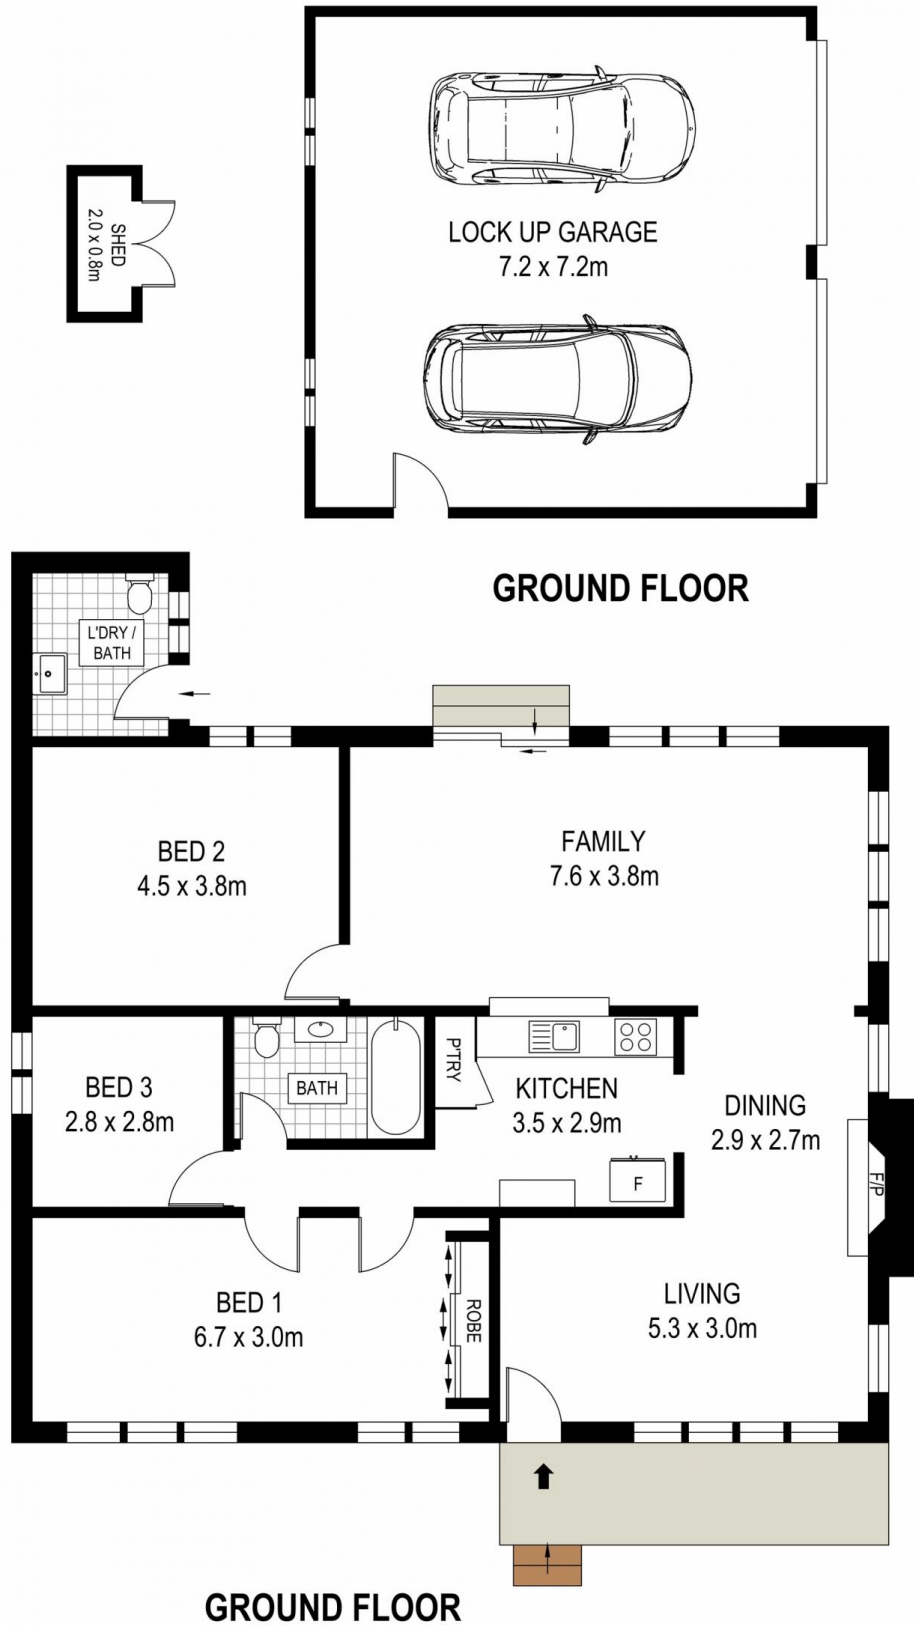 LOCK UP GARAGE
7.2 x 7.2m
SHED
2.0 x 0.8m
GROUND FLOOR
L'DRY /
BATH
BED 2
4.5 x 3.8m
FAMILY
7.6 x 3.8m
BED 3
2.8 x 2.8m
BATH
P'TRY
KITCHEN
3.5 x 2.9m
F
DINING
2.9 x 2.7m
F/P
BED 1
6.7 x 3.0m
ROBE
LIVING
5.3 x 3.0m
GROUND FLOOR